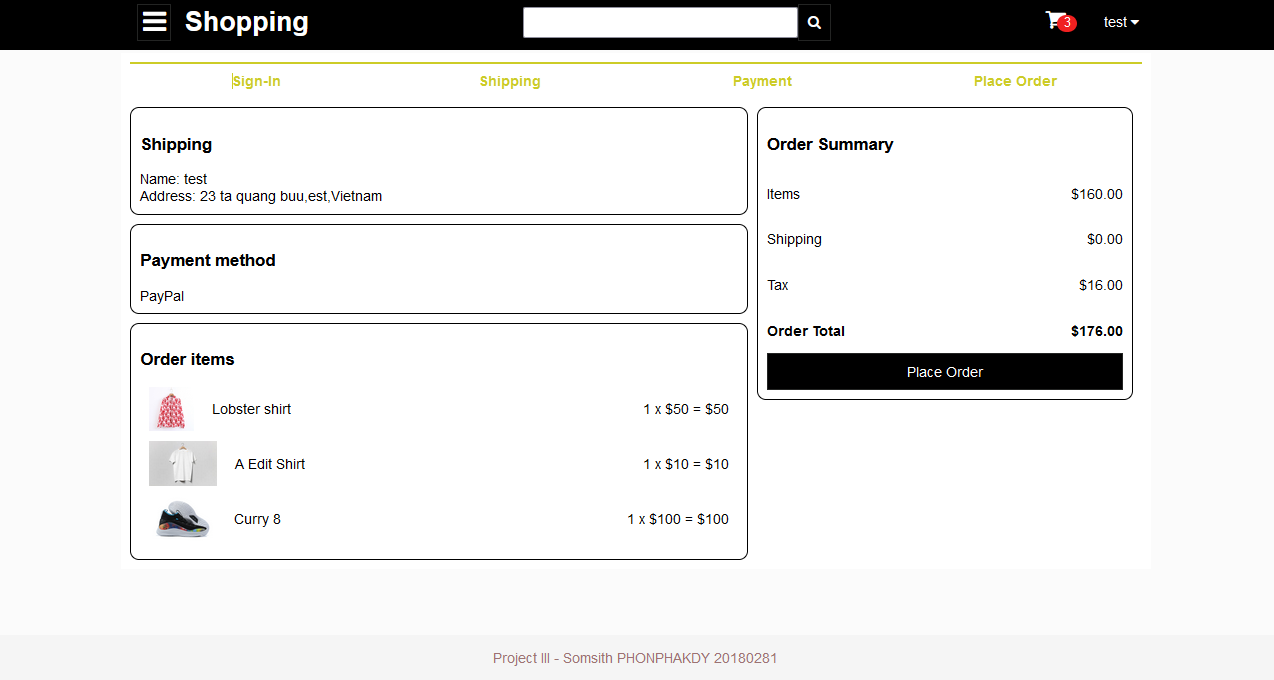 Shopping
3
test
Sign-In Shipping Payment Place Order
Shipping
Name: test
Address: 23 ta quang buu,est,Vietnam
Payment method
PayPal
Order items
Lobster shirt 1 x $50 = $50
A Edit Shirt 1 x $10 = $10
Curry 8 1 x $100 = $100
Order Summary
Items $160.00
Shipping $0.00
Tax $16.00
Order Total $176.00
Place Order
Project III - Somsith PHONPHAKDY 20180281